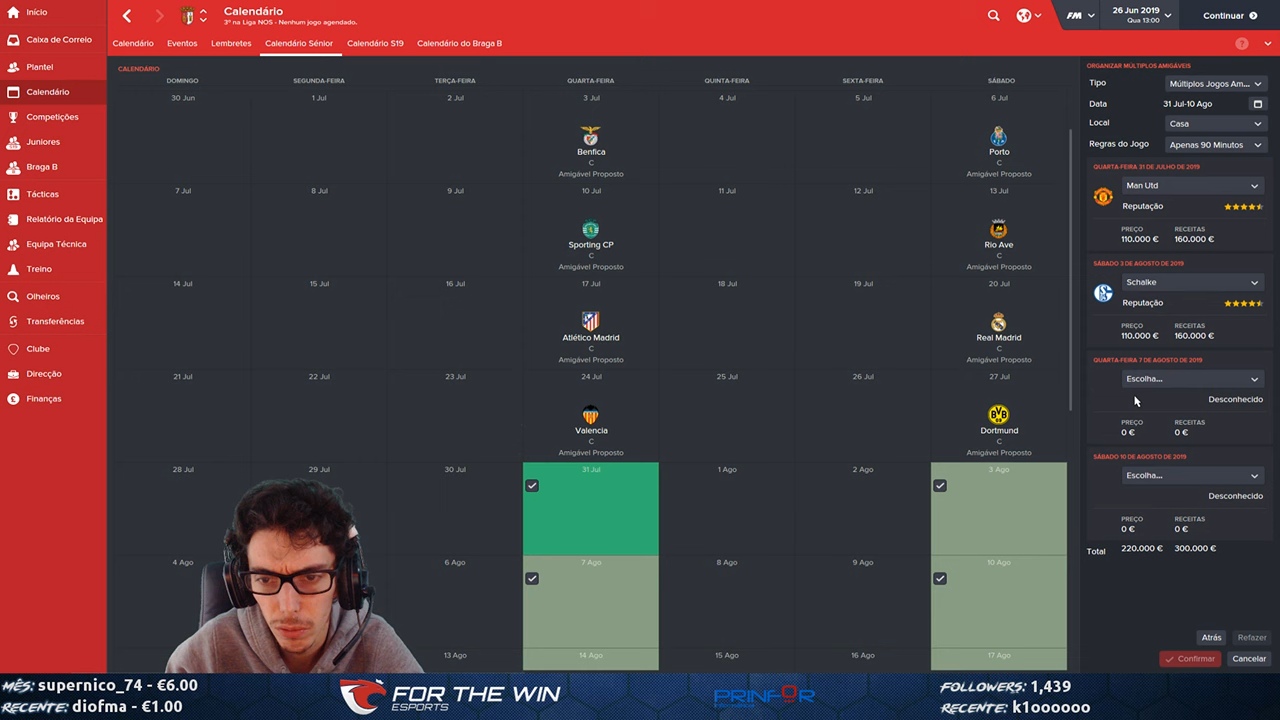 Início
Caixa de Correio
Plantel
Calendário
Competições
Juniores
Braga B
Tácticas
Relatório da Equipa
Equipa Técnica
Treino
Olheiros
Transferências
Clube
Direcção
Finanças
Calendário
3º na Liga NOS - Nenhum jogo agendado.
FM
26 Jun 2019
Qua 13:00
Continuar
Calendário Eventos Lembretes Calendário Sénior Calendário S19 Calendário do Braga B
?
CALENDÁRIO
DOMINGO SEGUNDA-FEIRA TERÇA-FEIRA QUARTA-FEIRA QUINTA-FEIRA SEXTA-FEIRA SÁBADO
30 Jun 1 Jul 2 Jul 3 Jul 4 Jul 5 Jul 6 Jul
Benfica Porto
C C
Amigável Proposto Amigável Proposto
7 Jul 8 Jul 9 Jul 10 Jul 11 Jul 12 Jul 13 Jul
Sporting CP Rio Ave
C C
Amigável Proposto Amigável Proposto
14 Jul 15 Jul 16 Jul 17 Jul 18 Jul 19 Jul 20 Jul
Atlético Madrid Real Madrid
C C
Amigável Proposto Amigável Proposto
21 Jul 22 Jul 23 Jul 24 Jul 25 Jul 26 Jul 27 Jul
BVB 09
Valencia Dortmund
C C
Amigável Proposto Amigável Proposto
28 Jul 29 Jul 30 Jul 31 Jul 1 Ago 2 Ago 3 Ago
4 Ago 6 Ago 7 Ago 8 Ago 9 Ago 10 Ago
13 Ago 14 Ago 15 Ago 16 Ago 17 Ago
ORGANIZAR MÚLTIPLOS AMIGÁVEIS
Tipo Múltiplos Jogos Am...
Data 31 Jul-10 Ago
Local Casa
Regras do Jogo Apenas 90 Minutos
QUARTA-FEIRA 31 DE JULHO DE 2019
Man Utd
Reputação
PREÇO RECEITAS
110.000 € 160.000 €
SÁBADO 3 DE AGOSTO DE 2019
Schalke
Reputação
PREÇO RECEITAS
110.000 € 160.000 €
QUARTA-FEIRA 7 DE AGOSTO DE 2019
Escolha...
Desconhecido
PREÇO RECEITAS
0 € 0 €
SÁBADO 10 DE AGOSTO DE 2019
Escolha...
Desconhecido
PREÇO RECEITAS
0 € 0 €
Total 220.000 € 300.000 €
Atrás Refazer
Confirmar Cancelar
MÊS: supernico_74 - €6.00
RECENTE: diofma - €1.00
FOR THE WIN
ESPORTS
PRINFOR
FOLLOWERS: 1,439
RECENTE: k1oooooo